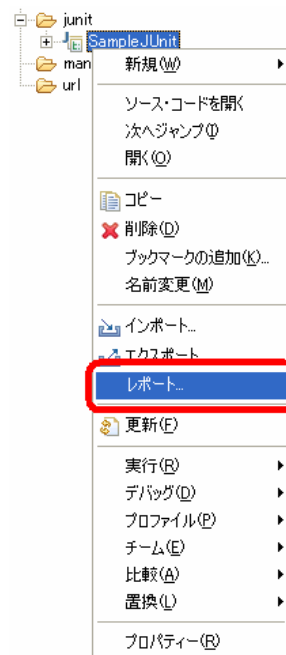 junit
SampleJUnit
man
url
新規(W)
ソース・コードを開く
次へジャンプ(I)
開く(O)
コピー
削除(D)
ブックマークの追加(K)...
名前変更(M)
インポート...
エクスポート
レポート...
更新(F)
実行(R)
デバッグ(D)
プロファイル(P)
チーム(E)
比較(A)
置換(L)
プロパティー(R)